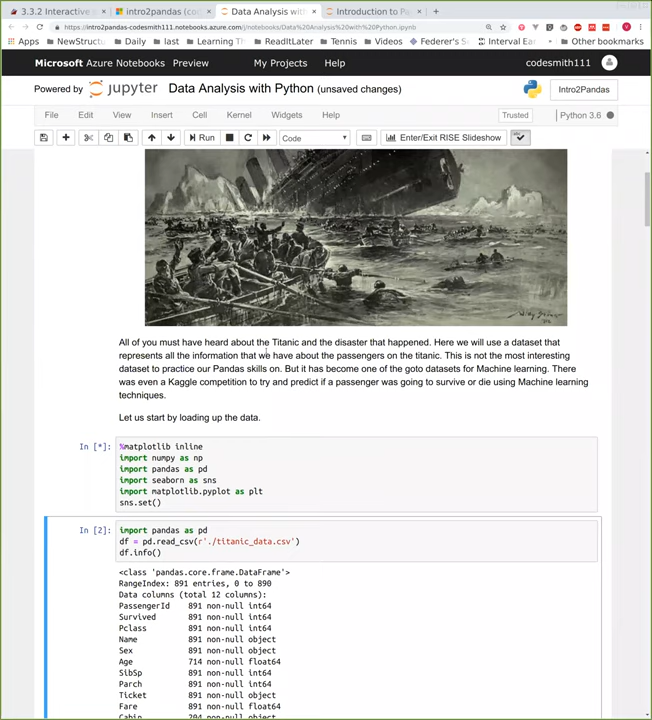 3.3.2 Interactive
intro2pandas (co
Data Analysis with
Introduction to Pa
https://intro2pandas-codesmith111.notebooks.azure.com/j/notebooks/Data%20Analysis%20with%20Python.ipynb
Apps
NewStructu
Daily
last
Learning T
ReadItLater
Tennis
Videos
Federer's S
Interval Ear
Other bookmarks
Microsoft Azure Notebooks Preview My Projects Help codesmith111
Powered by jupyter Data Analysis with Python (unsaved changes) Intro2Pandas
File Edit View Insert Cell Kernel Widgets Help Trusted Python 3.6
Run Code Enter/Exit RISE Slideshow
All of you must have heard about the Titanic and the disaster that happened. Here we will use a dataset that
represents all the information that we have about the passengers on the titanic. This is not the most interesting
dataset to practice our Pandas skills on. But it has become one of the goto datasets for Machine learning. There
was even a Kaggle competition to try and predict if a passenger was going to survive or die using Machine learning
techniques.
Let us start by loading up the data.
In [*]: %matplotlib inline
import numpy as np
import pandas as pd
import seaborn as sns
import matplotlib.pyplot as plt
sns.set()
In [2]: import pandas as pd
df = pd.read_csv(r'./titanic_data.csv')
df.info()
<class 'pandas.core.frame.DataFrame'>
RangeIndex: 891 entries, 0 to 890
Data columns (total 12 columns):
PassengerId 891 non-null int64
Survived 891 non-null int64
Pclass 891 non-null int64
Name 891 non-null object
Sex 891 non-null object
Age 714 non-null float64
SibSp 891 non-null int64
Parch 891 non-null int64
Ticket 891 non-null object
Fare 891 non-null float64
Cabin 204 non-null object